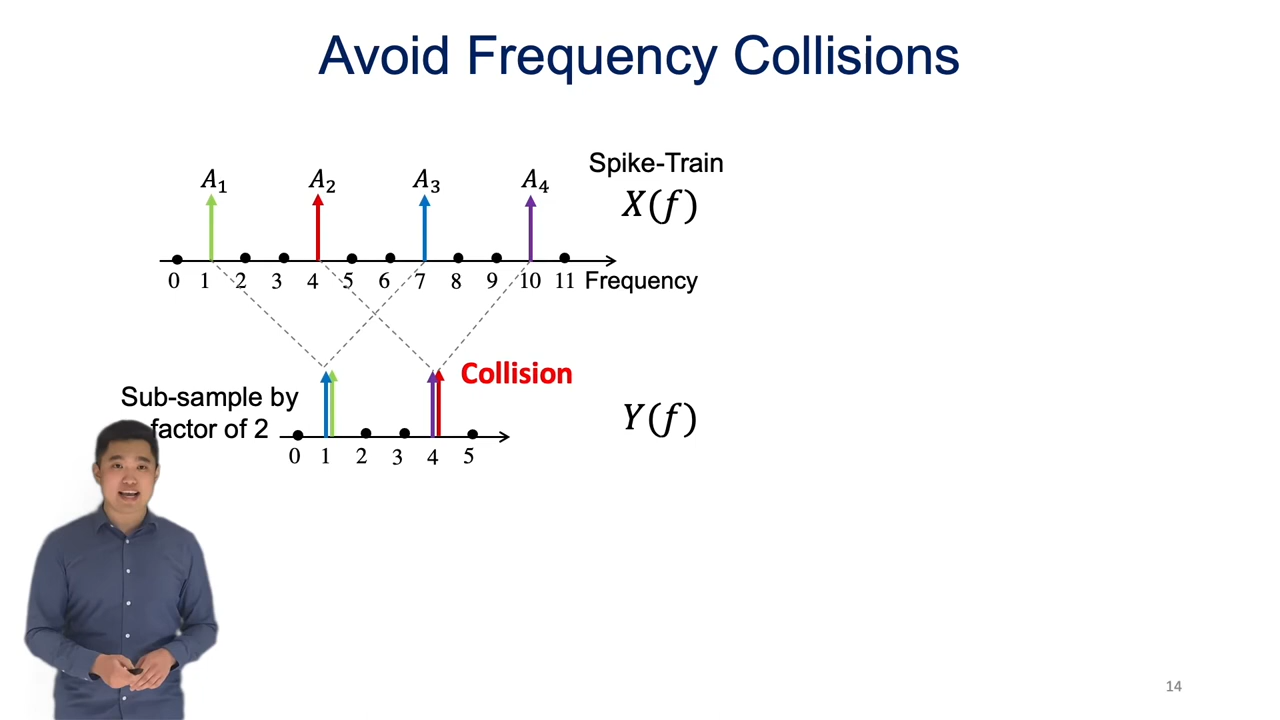 Avoid Frequency Collisions
Spike-Train
A₁ A₂ A₃ A₄ X(f)
0 1 2 3 4 5 6 7 8 9 10 11 Frequency
Collision
Sub-sample by
factor of 2
Y(f)
0 1 2 3 4 5
14